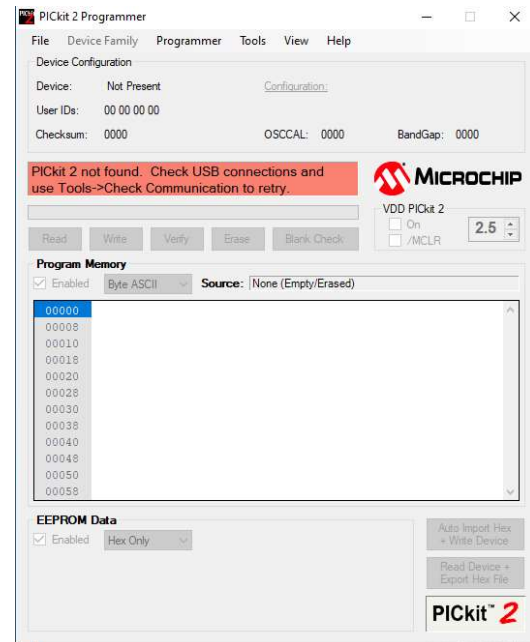 PICkit 2 Programmer
File Device Family Programmer Tools View Help
Device Configuration
Device: Not Present Configuration:
User IDs: 00 00 00 00
Checksum: 0000 OSCCAL: 0000 BandGap: 0000
PICkit 2 not found. Check USB connections and
use Tools->Check Communication to retry.
MICROCHIP
VDD PICkit 2
On
/MCLR
2.5
Read Write Verify Erase Blank Check
Program Memory
Enabled Byte ASCII Source: None (Empty/Erased)
00000
00008
00010
00018
00020
00028
00030
00038
00040
00048
00050
00058
EEPROM Data
Enabled Hex Only
Auto Import Hex
+ Write Device
Read Device +
Export Hex File
PICkit™ 2